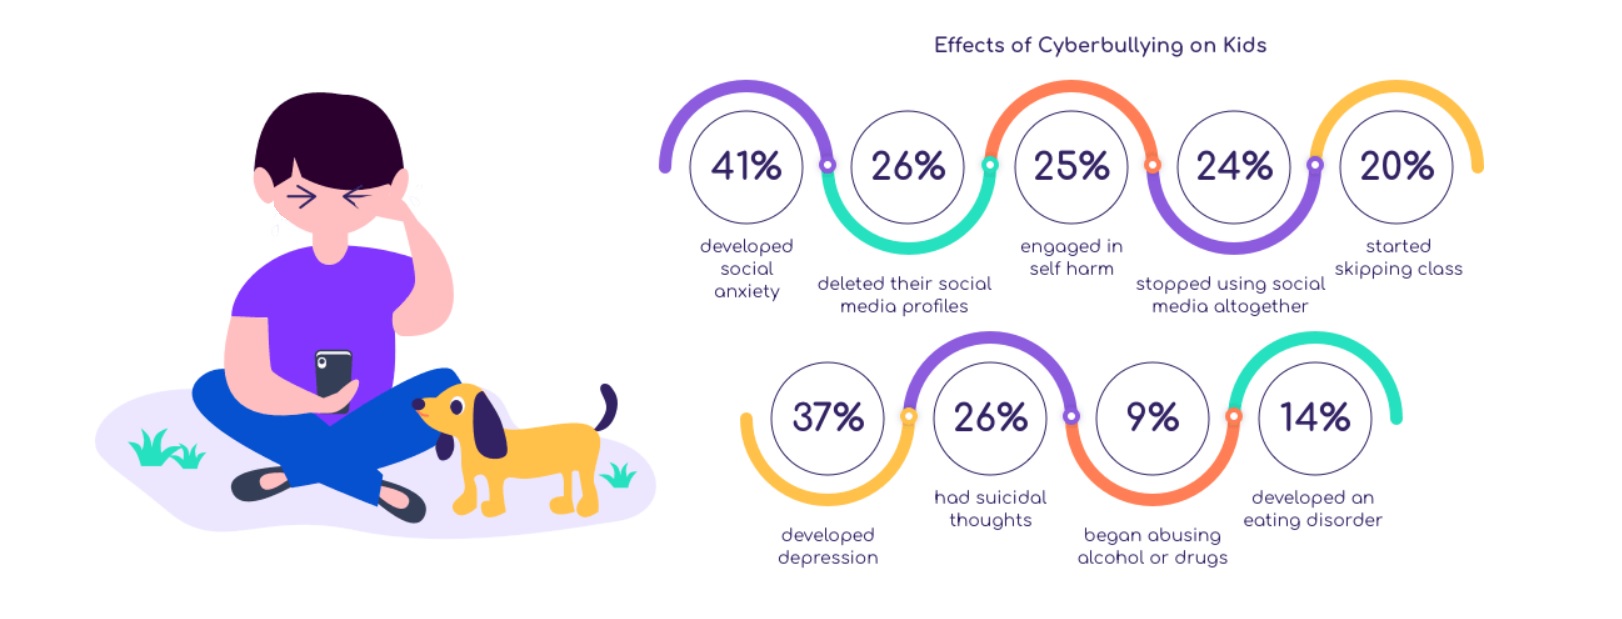 Effects of Cyberbullying on Kids
41%
26%
25%
24%
20%
developed
social
anxiety
deleted their social
media profiles
engaged in
self harm
stopped using social
media altogether
started
skipping class
37%
26%
9%
14%
developed
depression
had suicidal
thoughts
began abusing
alcohol or drugs
developed an
eating disorder